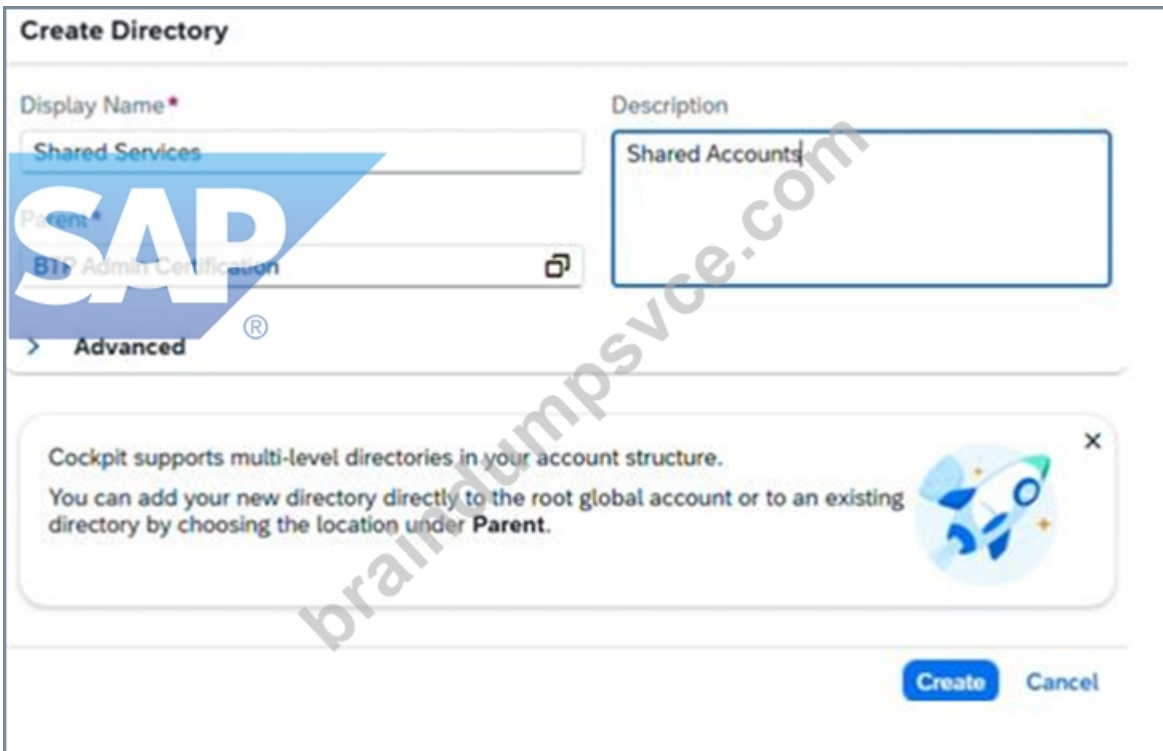 Create Directory
Display Name*
Description
Shared Services
Shared Accounts
SAP
®
Parent*
BTP Admin Certification
> Advanced
Cockpit supports multi-level directories in your account structure.
You can add your new directory directly to the root global account or to an existing
directory by choosing the location under Parent.
braindumpsvce.com
Create Cancel